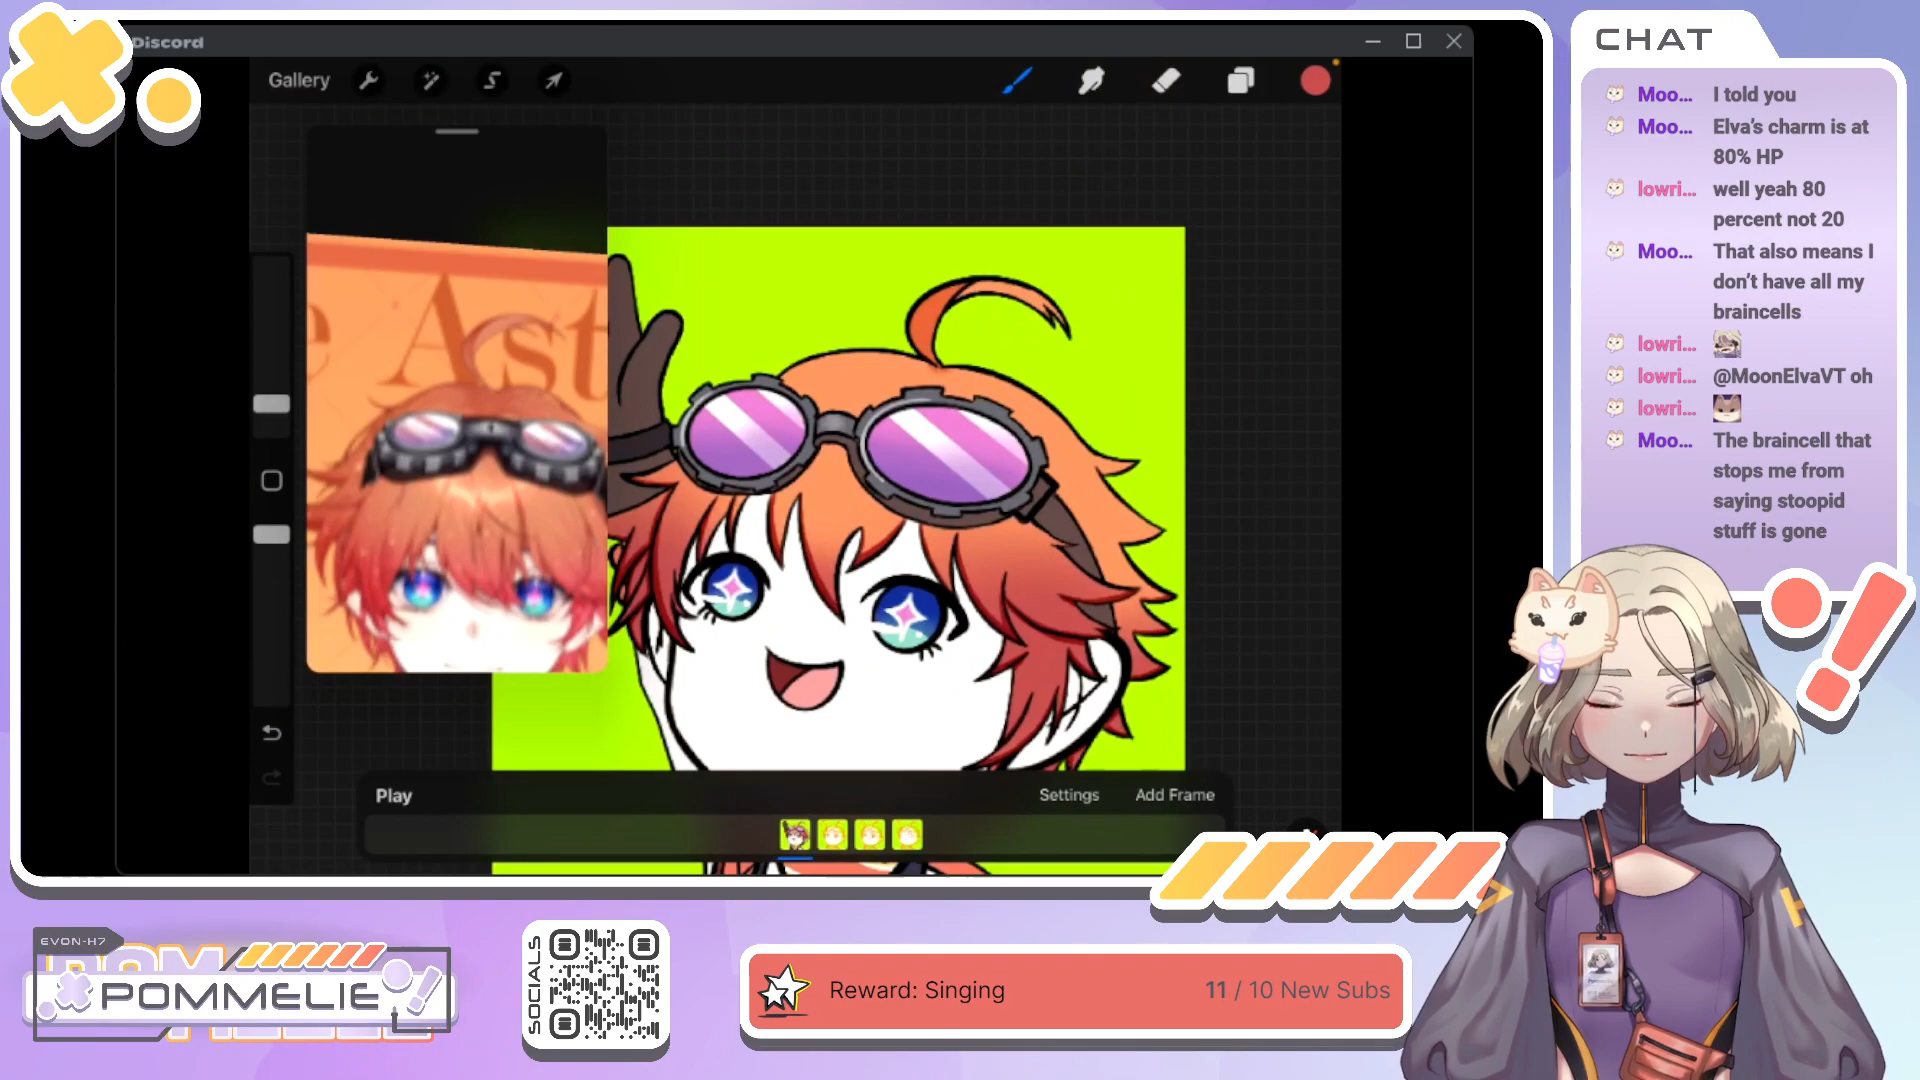 Discord
Gallery
e Ast
Play
Settings
Add Frame
CHAT
Moo... I told you
Moo... Elva's charm is at
80% HP
lowri... well yeah 80
percent not 20
Moo... That also means I
don't have all my
braincells
lowri...
lowri... @MoonElvaVT oh
lowri...
Moo... The braincell that
stops me from
saying stoopid
stuff is gone
EVON-H7
POMMELIE
SOCIALS
Reward: Singing
11 / 10 New Subs